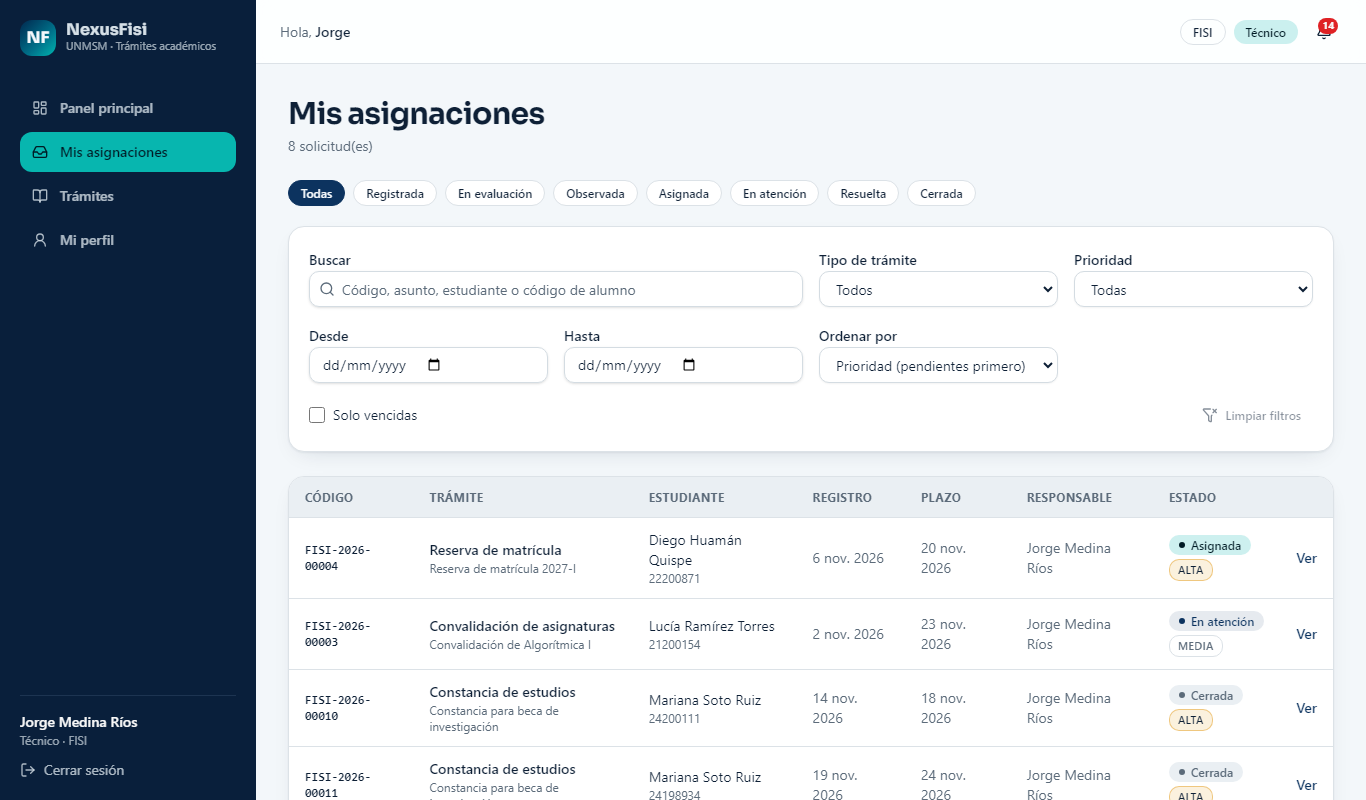 NF
NexusFisi
UNMSM · Trámites académicos
Panel principal
Mis asignaciones
Trámites
Mi perfil
Jorge Medina Ríos
Técnico · FISI
Cerrar sesión
Hola, Jorge
FISI
Técnico
14
Mis asignaciones
8 solicitud(es)
Todas
Registrada
En evaluación
Observada
Asignada
En atención
Resuelta
Cerrada
Buscar
Código, asunto, estudiante o código de alumno
Tipo de trámite
Todos
Prioridad
Todas
Desde
dd/mm/yyyy
Hasta
dd/mm/yyyy
Ordenar por
Prioridad (pendientes primero)
Solo vencidas
Limpiar filtros
CÓDIGO TRÁMITE ESTUDIANTE REGISTRO PLAZO RESPONSABLE ESTADO
FISI-2026-
00004
Reserva de matrícula
Reserva de matrícula 2027-I
Diego Huamán
Quispe
22200871
6 nov. 2026
20 nov.
2026
Jorge Medina
Ríos
Asignada
ALTA
Ver
FISI-2026-
00003
Convalidación de asignaturas
Convalidación de Algorítmica I
Lucía Ramírez Torres
21200154
2 nov. 2026
23 nov.
2026
Jorge Medina
Ríos
En atención
MEDIA
Ver
FISI-2026-
00010
Constancia de estudios
Constancia para beca de
investigación
Mariana Soto Ruiz
24200111
14 nov.
2026
18 nov.
2026
Jorge Medina
Ríos
Cerrada
ALTA
Ver
FISI-2026-
00011
Constancia de estudios
Constancia para beca de
Mariana Soto Ruiz
24198934
19 nov.
2026
24 nov.
2026
Jorge Medina
Ríos
Cerrada
ALTA
Ver